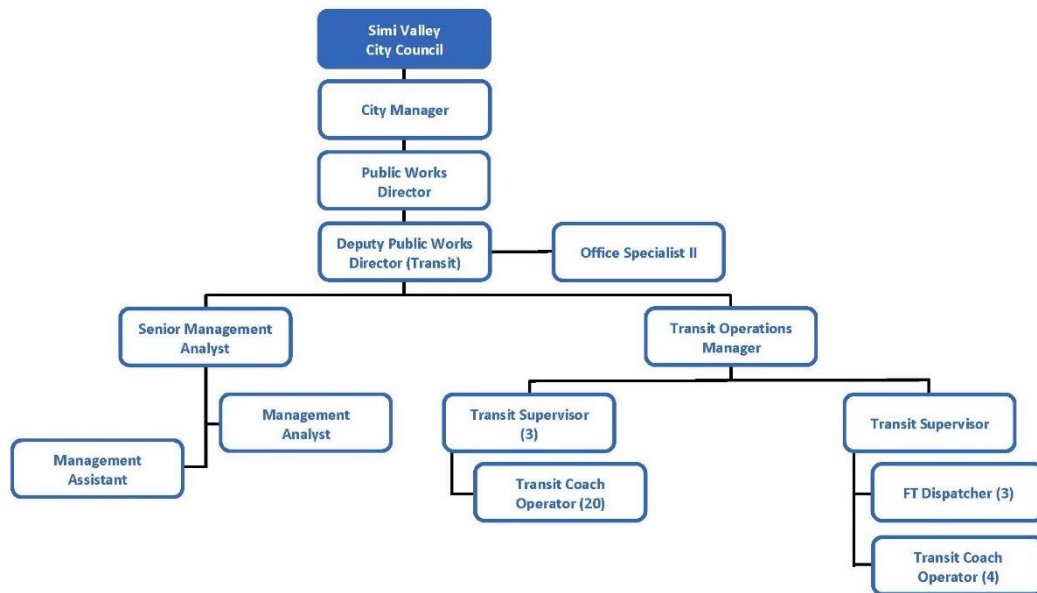 Simi Valley
City Council
City Manager
Public Works
Director
Deputy Public Works
Director (Transit)
Office Specialist II
Senior Management
Analyst
Transit Operations
Manager
Management
Analyst
Management
Assistant
Transit Supervisor
(3)
Transit Coach
Operator (20)
Transit Supervisor
FT Dispatcher (3)
Transit Coach
Operator (4)